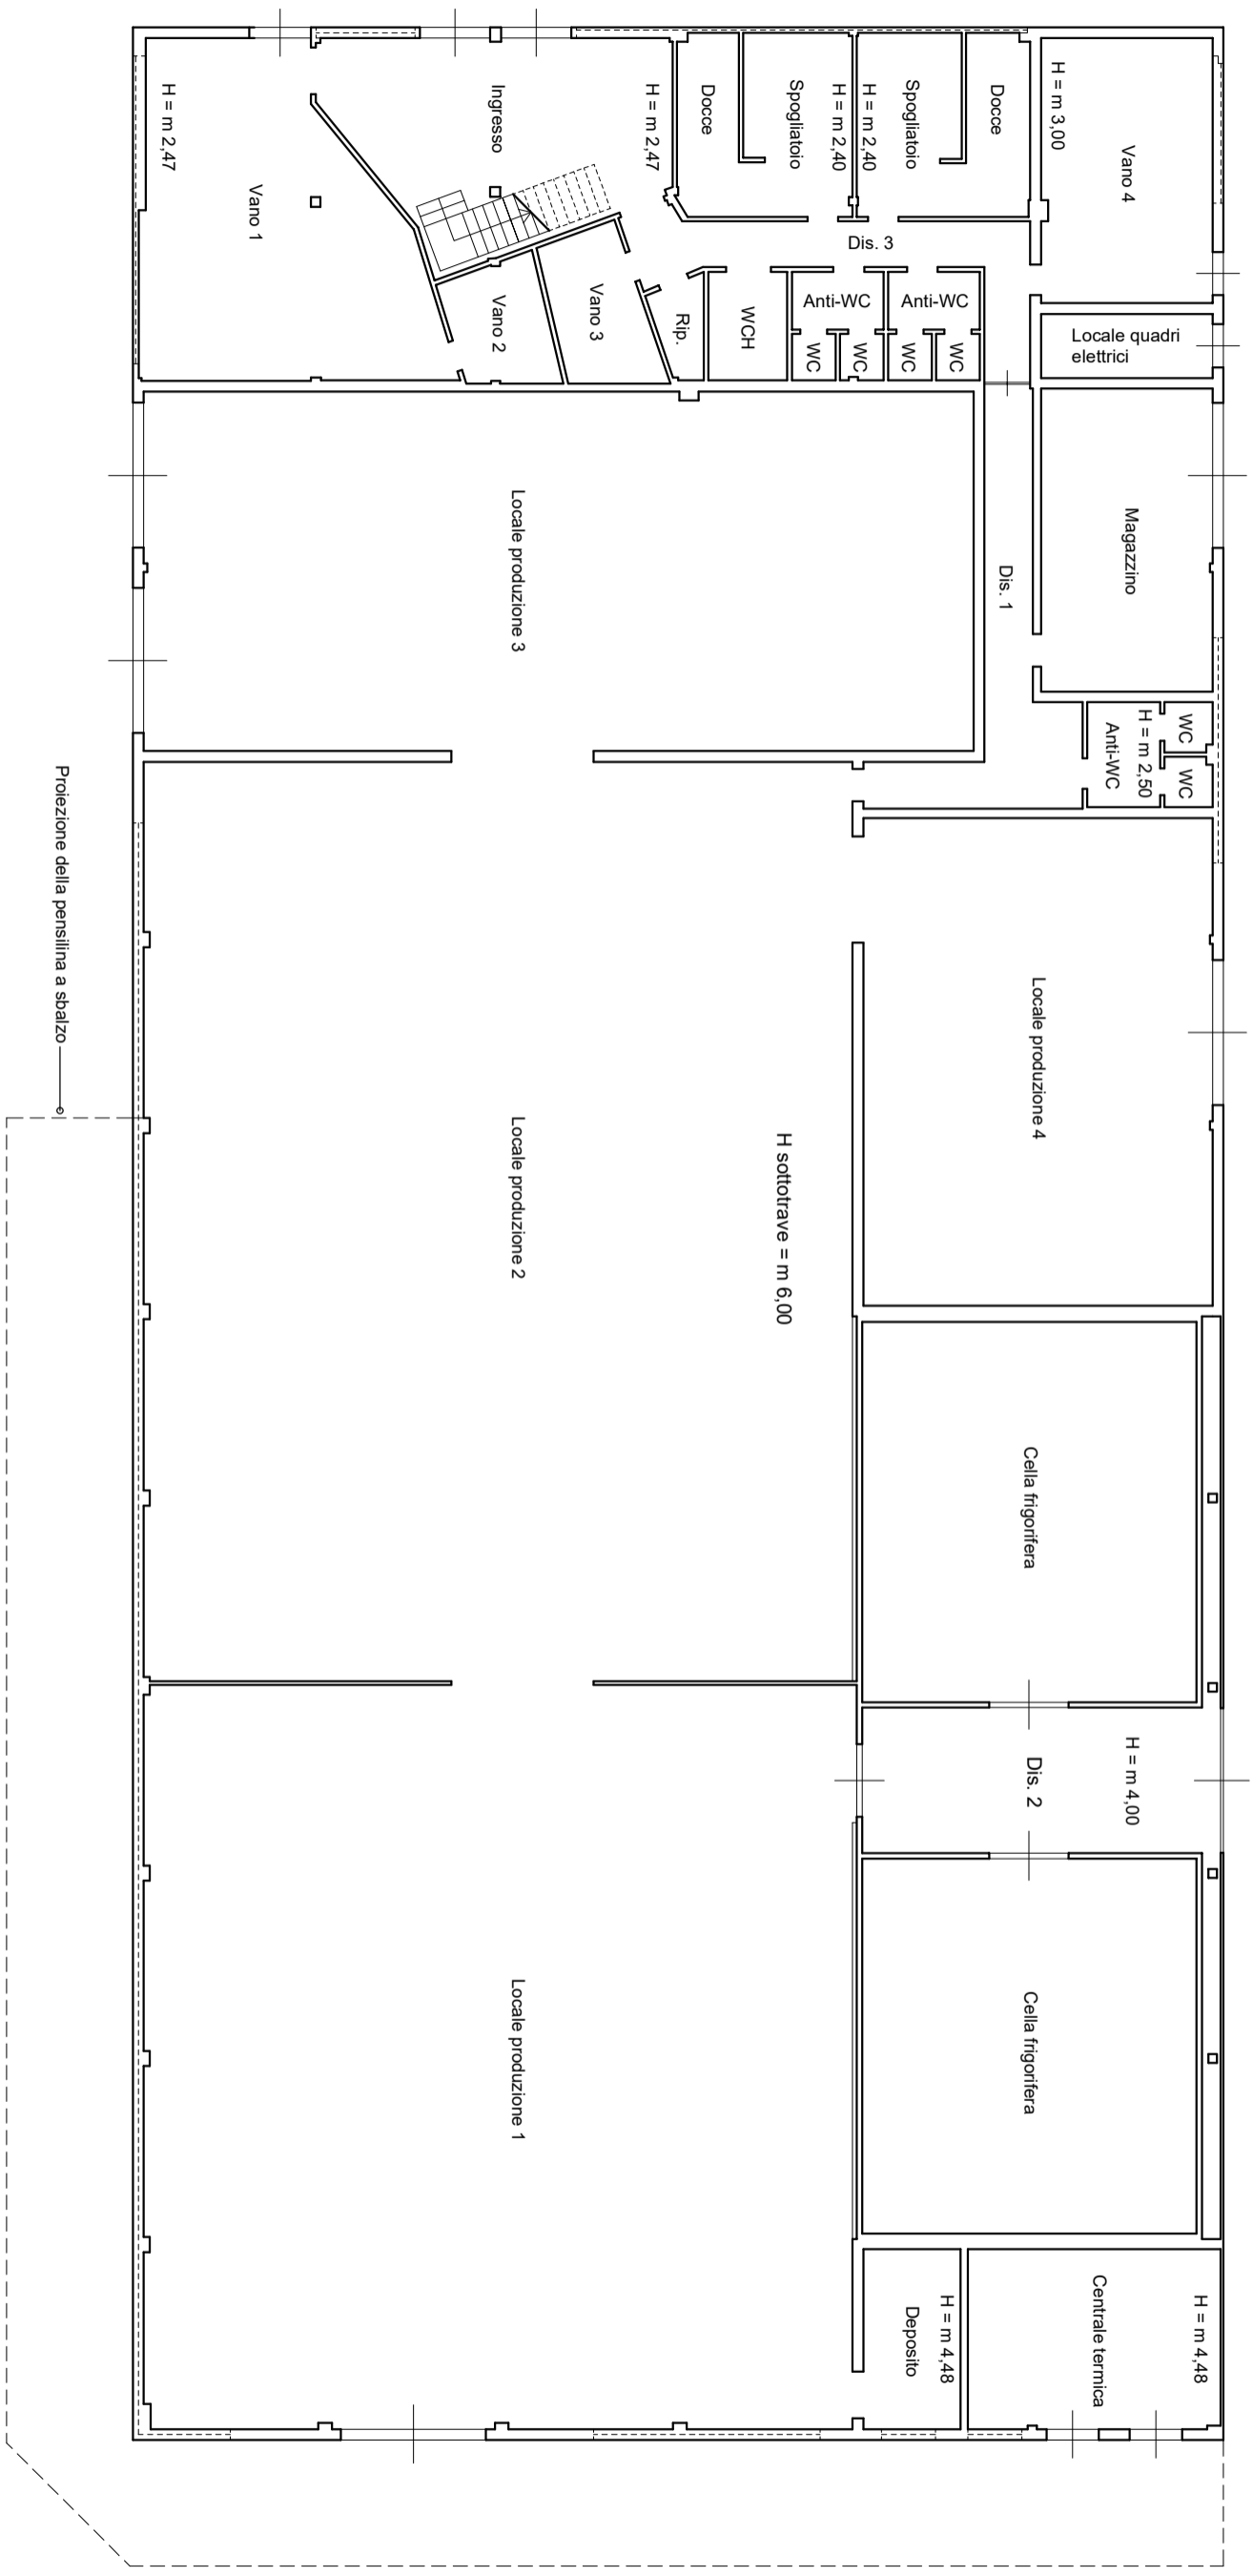 H = m 2,47
Vano 1
Ingresso
H = m 2,47
Docce
Spogliatoio
H = m 2,40
H = m 2,40
Spogliatoio
Docce
H = m 3,00
Vano 4
Dis. 3
Vano 2
Vano 3
Rip.
WCH
Anti-WC
Anti-WC
WC
WC
WC
WC
Locale quadri
elettrici
Locale produzione 3
Dis. 1
Magazzino
Anti-WC
H = m 2,50
WC
WC
Proiezione della pensilina a sbalzo
Locale produzione 2
H sottotrave = m 6,00
Locale produzione 4
Cella frigorifera
Dis. 2
H = m 4,00
Locale produzione 1
Cella frigorifera
Deposito
H = m 4,48
Centrale termica
H = m 4,48